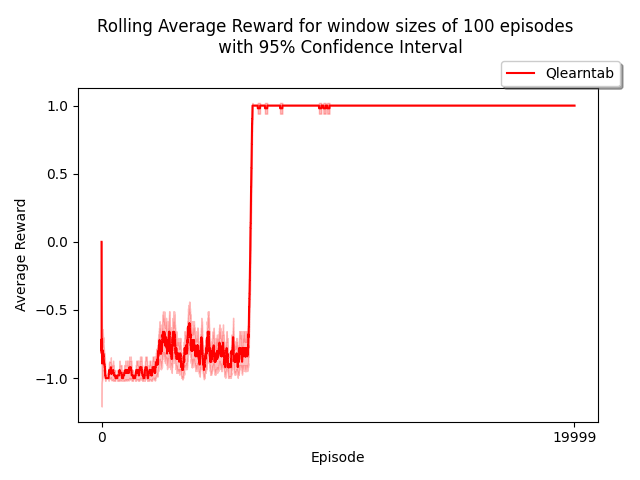 Rolling Average Reward for window sizes of 100 episodes
with 95% Confidence Interval
Qlearntab
1.0
0.5
0.0
−0.5
−1.0
Average Reward
0
19999
Episode